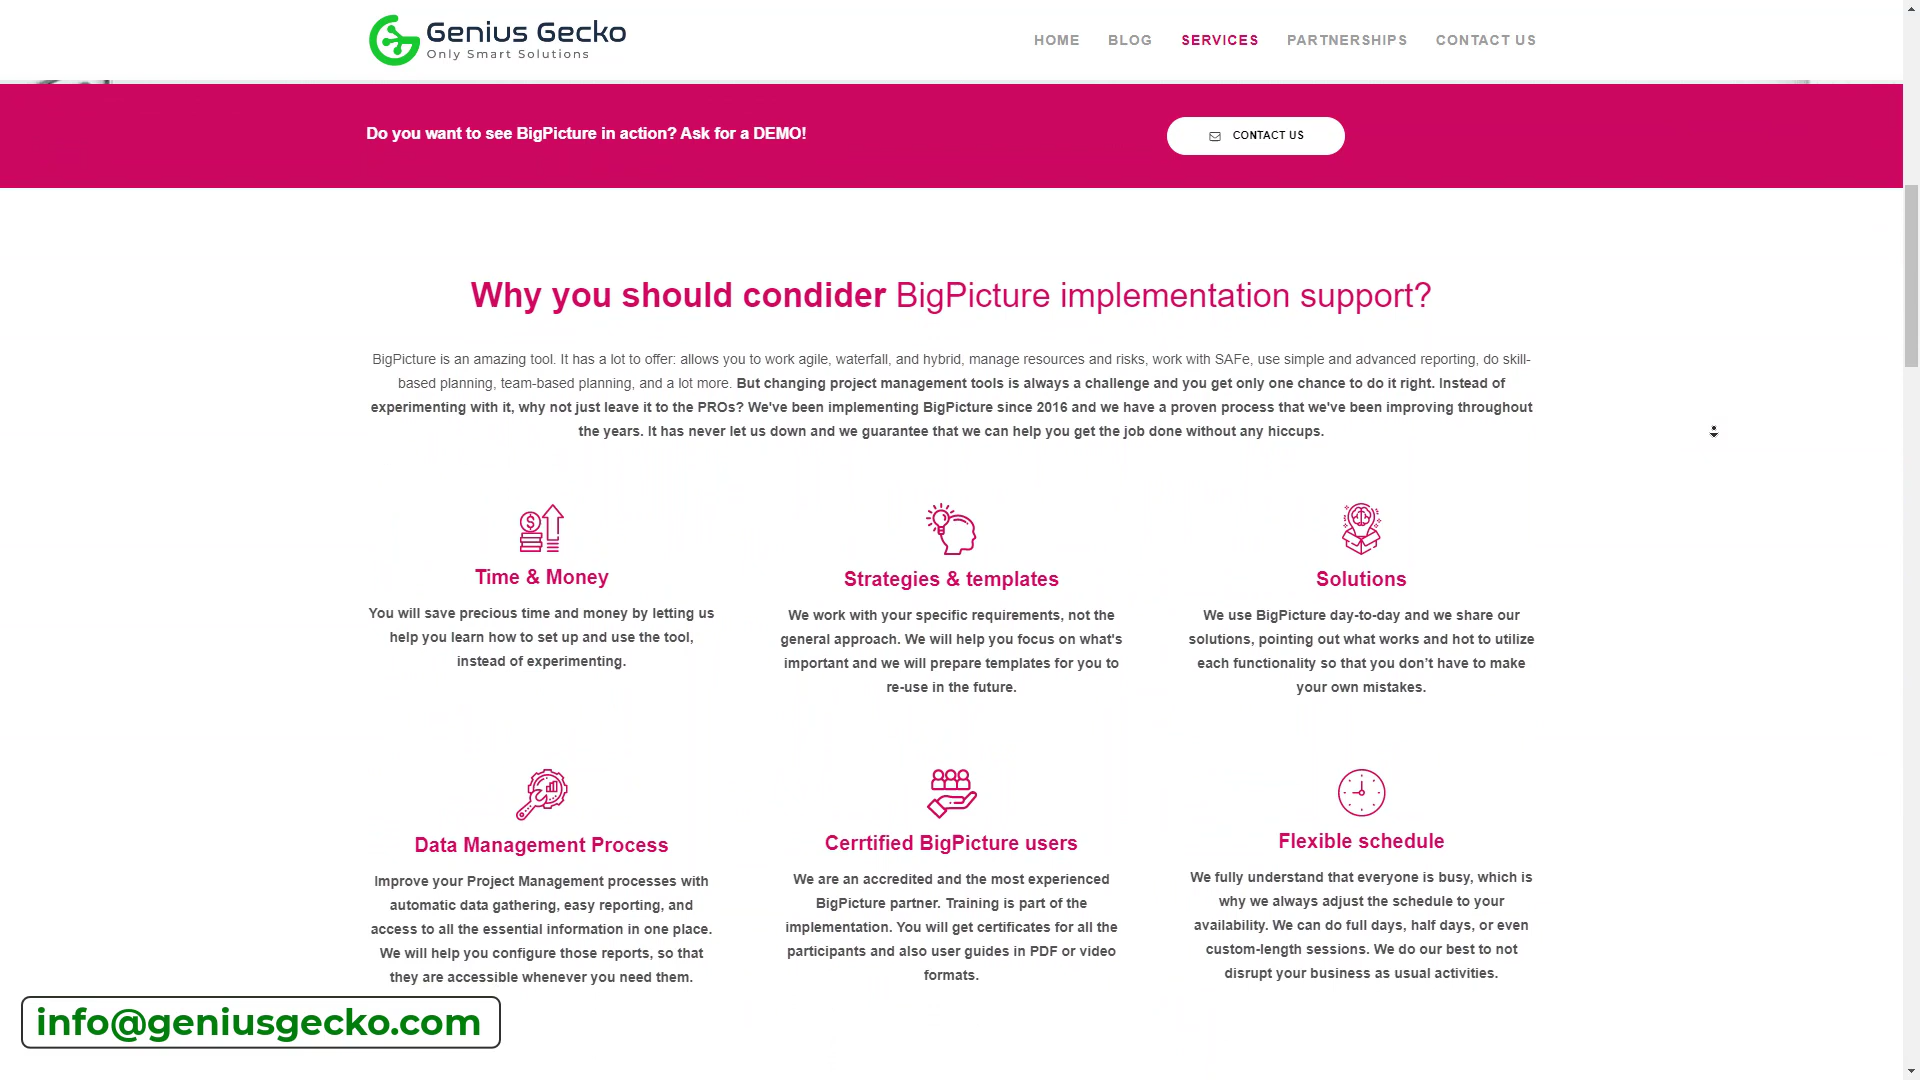 Genius Gecko
Only Smart Solutions
HOME
BLOG
SERVICES
PARTNERSHIPS
CONTACT US
Do you want to see BigPicture in action? Ask for a DEMO!
CONTACT US
Why you should condider BigPicture implementation support?
BigPicture is an amazing tool. It has a lot to offer: allows you to work agile, waterfall, and hybrid, manage resources and risks, work with SAFe, use simple and advanced reporting, do skill-
based planning, team-based planning, and a lot more. But changing project management tools is always a challenge and you get only one chance to do it right. Instead of
experimenting with it, why not just leave it to the PROs? We've been implementing BigPicture since 2016 and we have a proven process that we've been improving throughout
the years. It has never let us down and we guarantee that we can help you get the job done without any hiccups.
Time & Money
You will save precious time and money by letting us
help you learn how to set up and use the tool,
instead of experimenting.
Strategies & templates
We work with your specific requirements, not the
general approach. We will help you focus on what's
important and we will prepare templates for you to
re-use in the future.
Solutions
We use BigPicture day-to-day and we share our
solutions, pointing out what works and hot to utilize
each functionality so that you don’t have to make
your own mistakes.
Data Management Process
Improve your Project Management processes with
automatic data gathering, easy reporting, and
access to all the essential information in one place.
We will help you configure those reports, so that
they are accessible whenever you need them.
Cerrtified BigPicture users
We are an accredited and the most experienced
BigPicture partner. Training is part of the
implementation. You will get certificates for all the
participants and also user guides in PDF or video
formats.
Flexible schedule
We fully understand that everyone is busy, which is
why we always adjust the schedule to your
availability. We can do full days, half days, or even
custom-length sessions. We do our best to not
disrupt your business as usual activities.
info@geniusgecko.com